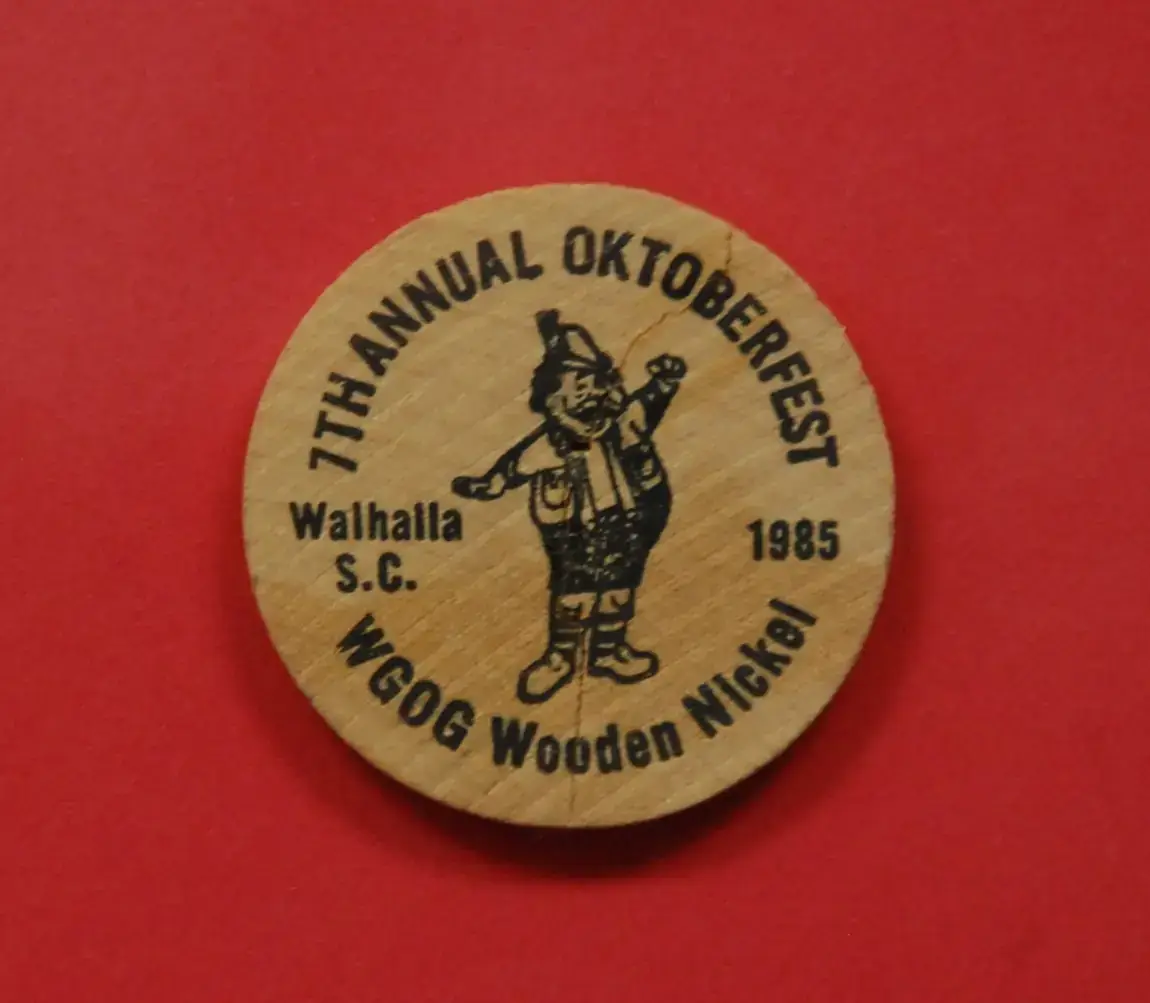 7TH ANNUAL OKTOBERFEST
Walhalla
S.C.
1985
WGOG Wooden Nickel